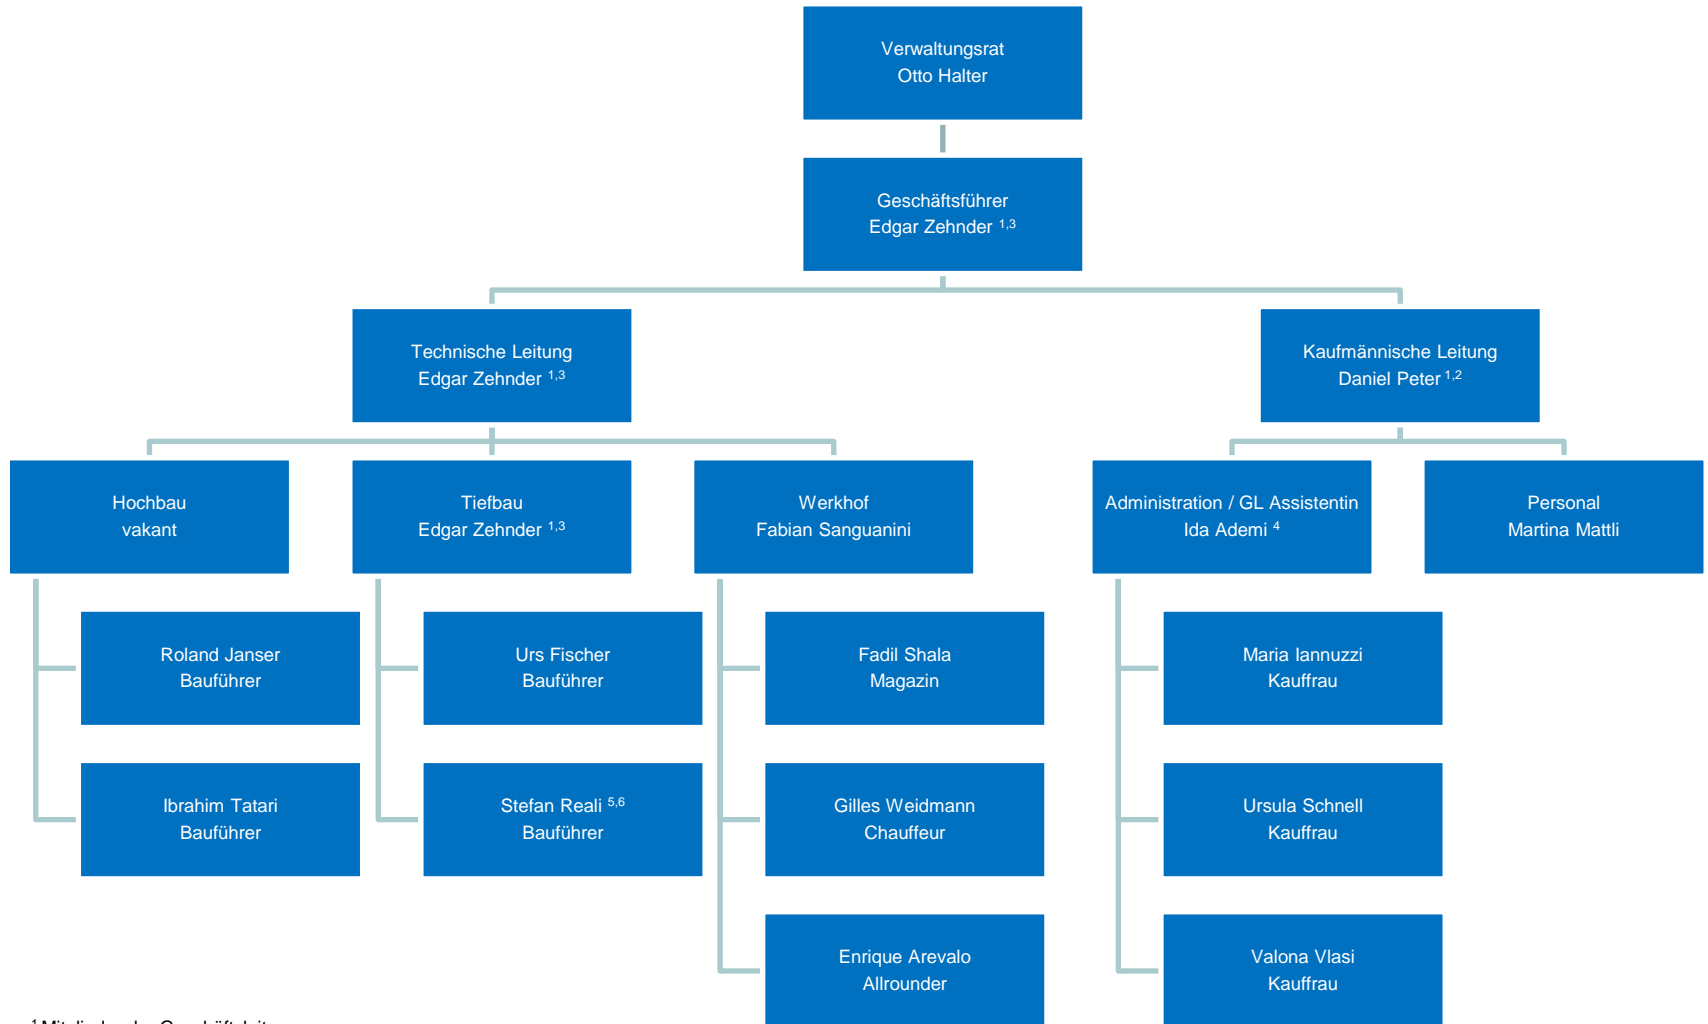 Verwaltungsrat
Otto Halter
Geschäftsführer
Edgar Zehnder 1,3
Technische Leitung
Edgar Zehnder 1,3
Kaufmännische Leitung
Daniel Peter 1,2
Hochbau
vakant
Tiefbau
Edgar Zehnder 1,3
Werkhof
Fabian Sanguanini
Administration / GL Assistentin
Ida Ademi 4
Personal
Martina Mattli
Roland Janser
Bauführer
Urs Fischer
Bauführer
Fadil Shala
Magazin
Maria Iannuzzi
Kauffrau
Ibrahim Tatari
Bauführer
Stefan Reali 5,6
Bauführer
Gilles Weidmann
Chauffeur
Ursula Schnell
Kauffrau
Enrique Arevalo
Allrounder
Valona Vlasi
Kauffrau